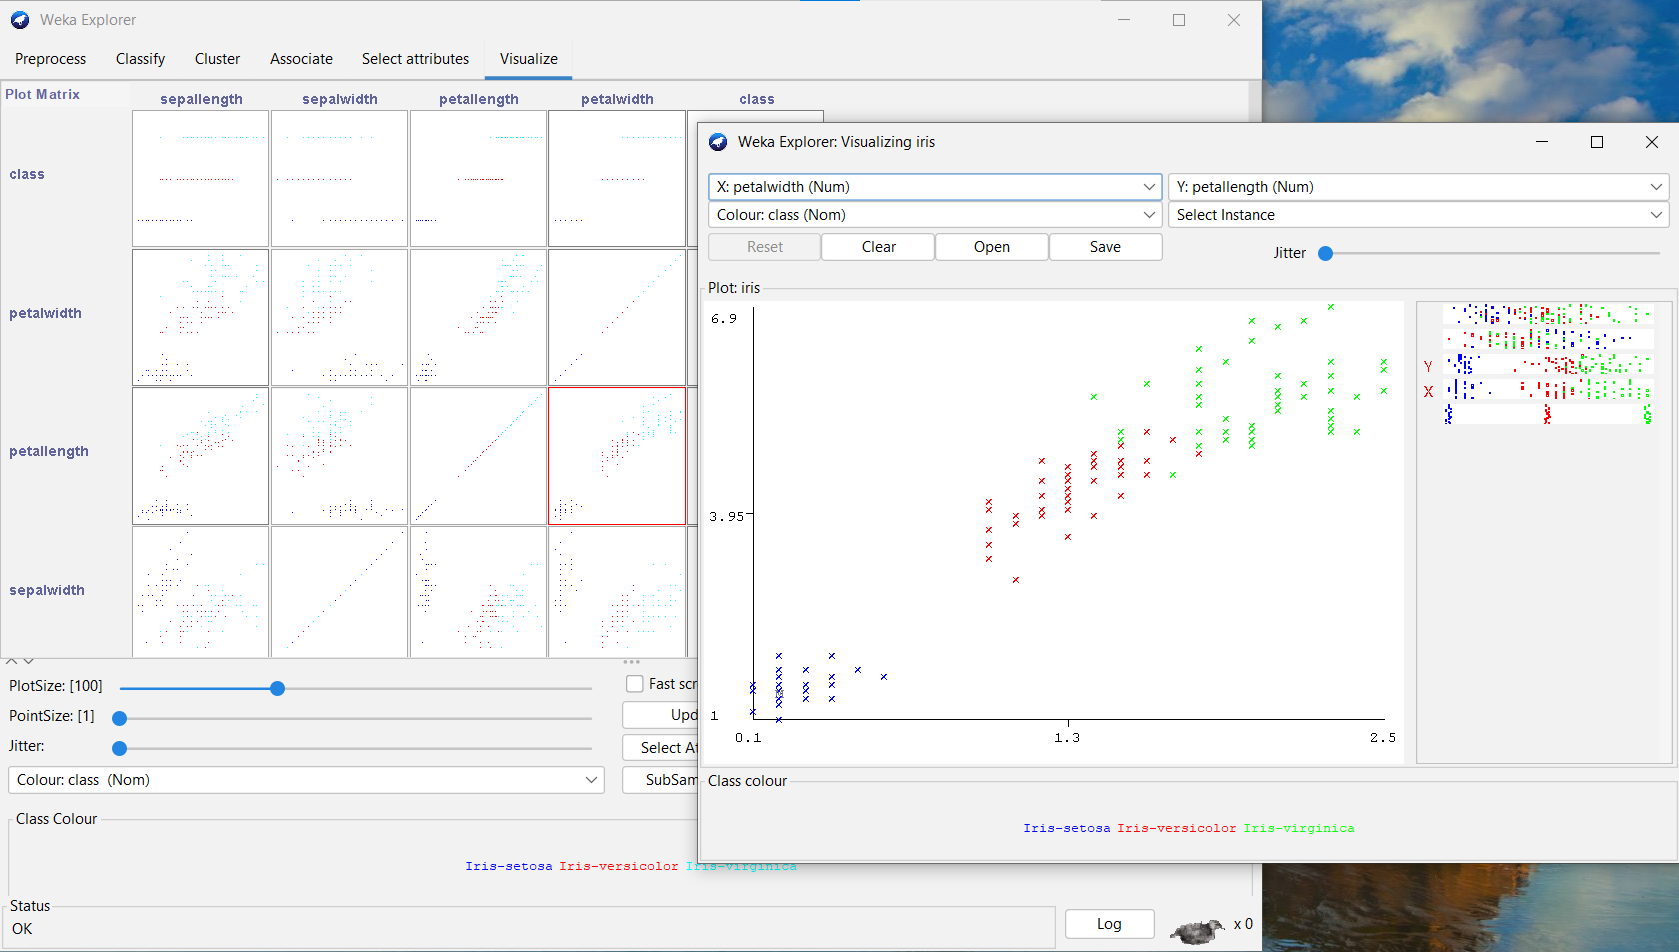 Weka Explorer
Preprocess Classify Cluster Associate Select attributes Visualize
Plot Matrix
sepallength sepalwidth petallength petalwidth class
class
petalwidth
petallength
sepalwidth
PlotSize: [100]
PointSize: [1]
Jitter:
Fast scr
Upd
Select At
SubSam
Colour: class (Nom)
Class Colour
Iris-setosa Iris-versicolor Iris-virginica
Status
OK
Log
x 0
Weka Explorer: Visualizing iris
X: petalwidth (Num)
Y: petallength (Num)
Colour: class (Nom)
Select Instance
Reset Clear Open Save
Jitter
Plot: iris
6.9
3.95
1
0.1 1.3 2.5
Y
X
Class colour
Iris-setosa Iris-versicolor Iris-virginica